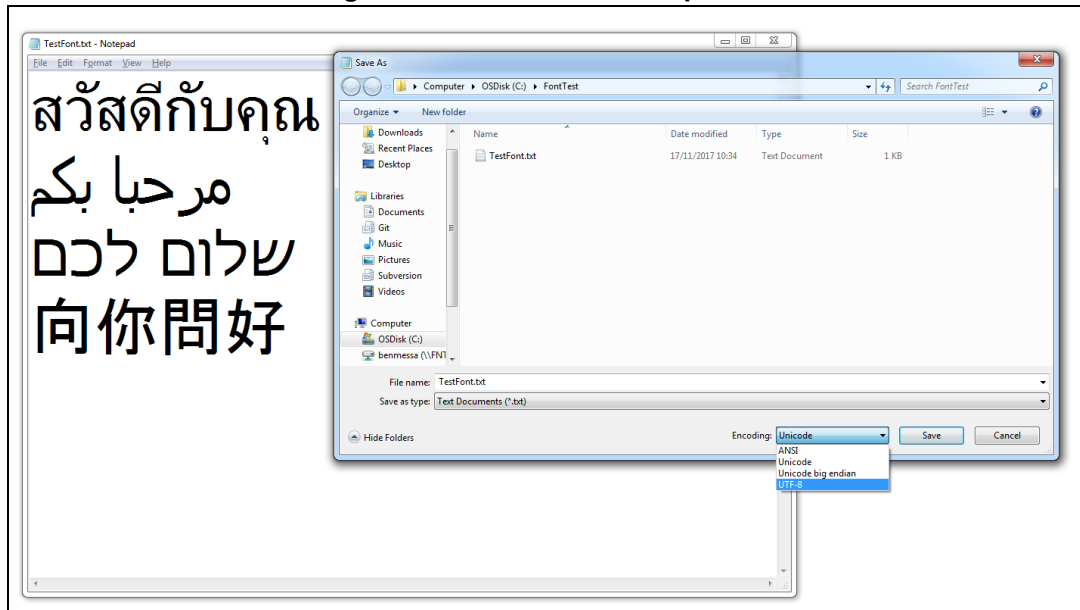 TestFont.txt - Notepad
File Edit Format View Help
สวัสดีกับคุณ
مرحبا بكم
שלום לכם
向你問好
Save As
Computer ▸ OSDisk (C:) ▸ FontTest
Search FontTest
Organize ▾ New folder
Downloads
Recent Places
Desktop
Libraries
Documents
Git
Music
Pictures
Subversion
Videos
Computer
OSDisk (C:)
benmessa (\\FNT
Name Date modified Type Size
TestFont.txt 17/11/2017 10:34 Text Document 1 KB
File name: TestFont.txt
Save as type: Text Documents (*.txt)
Hide Folders
Encoding: Unicode Save Cancel
ANSI
Unicode
Unicode big endian
UTF-8